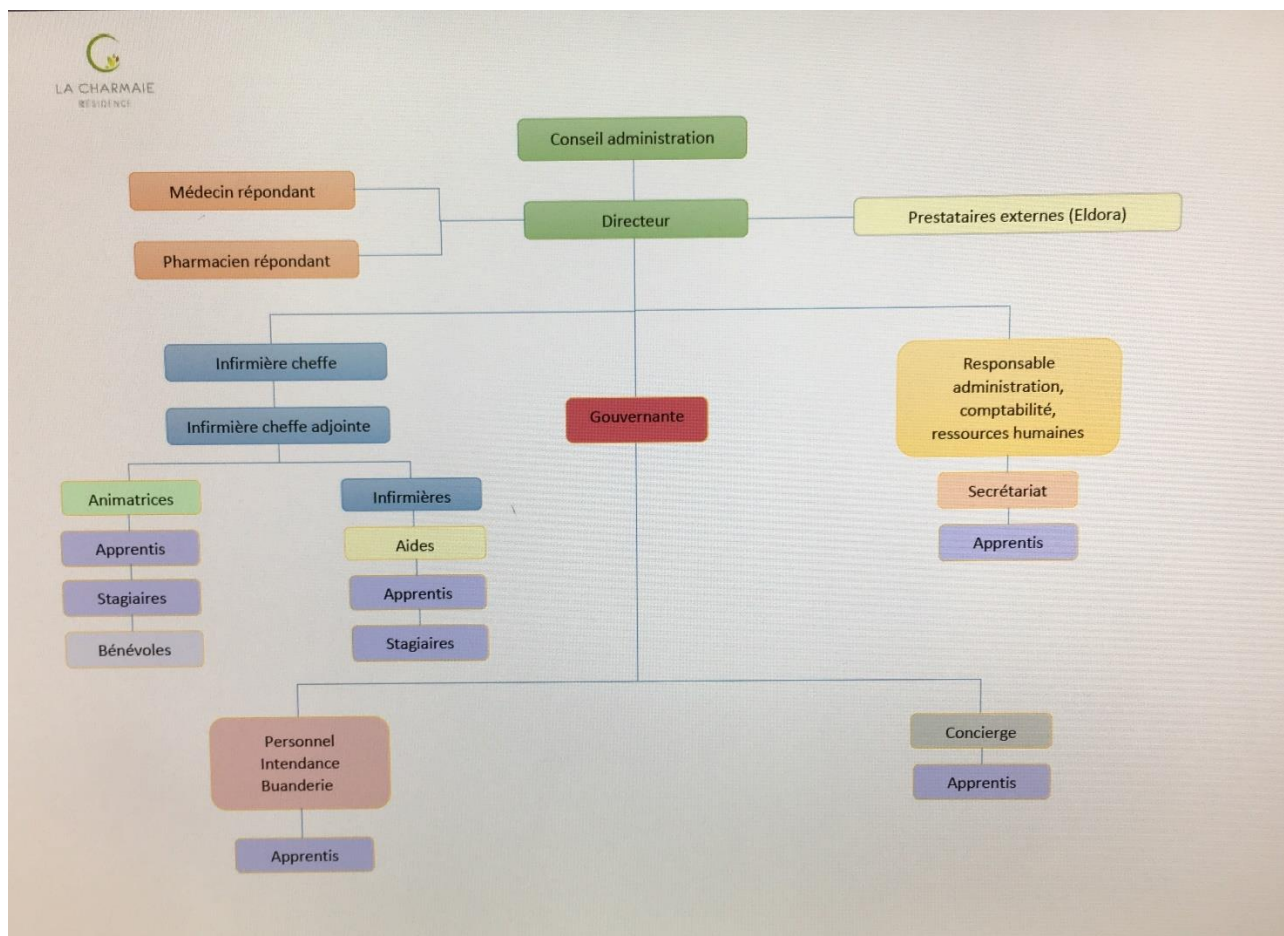 LA CHARMAIE
RÉSIDENCE
Conseil administration
Médecin répondant
Directeur
Prestataires externes (Eldora)
Pharmacien répondant
Infirmière cheffe
Infirmière cheffe adjointe
Gouvernante
Responsable
administration,
comptabilité,
ressources humaines
Animatrices
Apprentis
Stagiaires
Bénévoles
Infirmières
Aides
Apprentis
Stagiaires
Secrétariat
Apprentis
Personnel
Intendance
Buanderie
Apprentis
Concierge
Apprentis